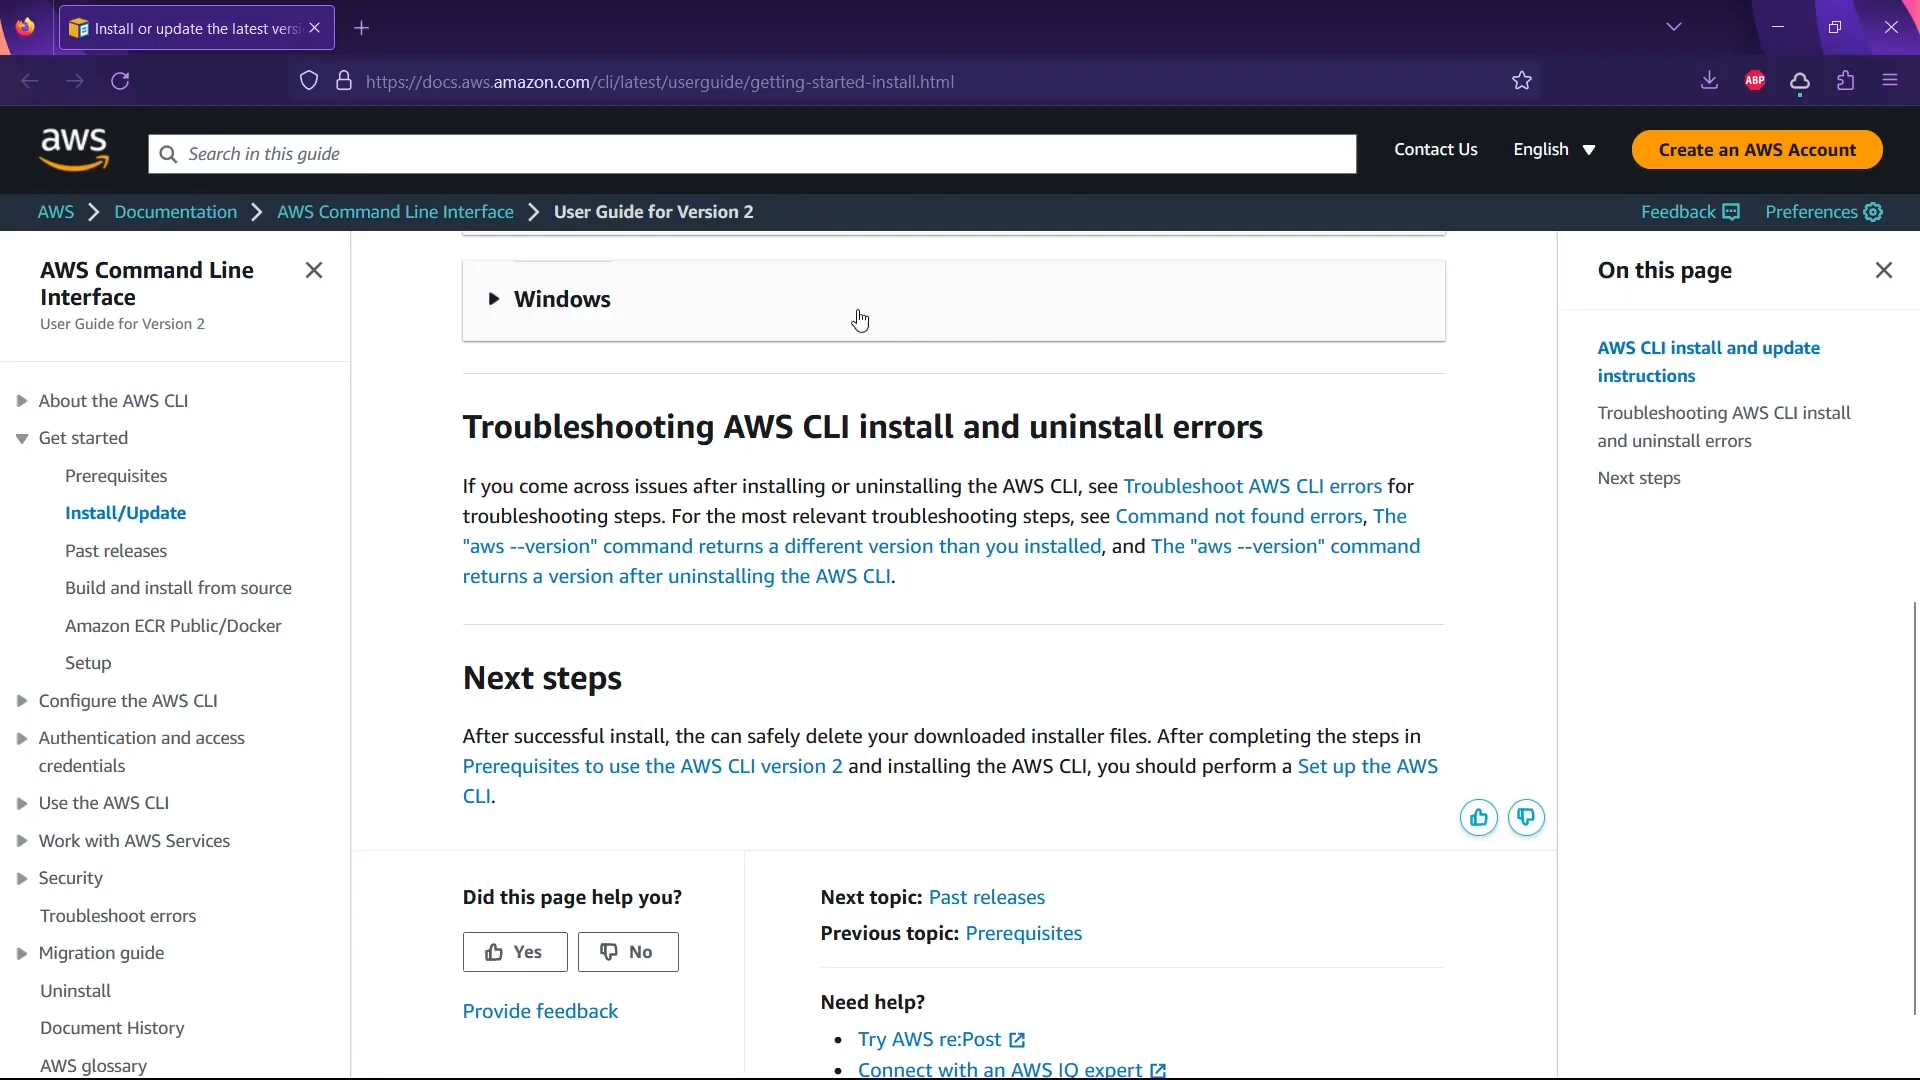 Install or update the latest versi
https://docs.aws.amazon.com/cli/latest/userguide/getting-started-install.html
ABP
aws
Search in this guide
Contact Us
English
Create an AWS Account
AWS
Documentation
AWS Command Line Interface
User Guide for Version 2
Feedback
Preferences
AWS Command Line
Interface
User Guide for Version 2
About the AWS CLI
Get started
Prerequisites
Install/Update
Past releases
Build and install from source
Amazon ECR Public/Docker
Setup
Configure the AWS CLI
Authentication and access
credentials
Use the AWS CLI
Work with AWS Services
Security
Troubleshoot errors
Migration guide
Uninstall
Document History
AWS glossary
Windows
Troubleshooting AWS CLI install and uninstall errors
If you come across issues after installing or uninstalling the AWS CLI, see Troubleshoot AWS CLI errors for
troubleshooting steps. For the most relevant troubleshooting steps, see Command not found errors, The
"aws --version" command returns a different version than you installed, and The "aws --version" command
returns a version after uninstalling the AWS CLI.
Next steps
After successful install, the can safely delete your downloaded installer files. After completing the steps in
Prerequisites to use the AWS CLI version 2 and installing the AWS CLI, you should perform a Set up the AWS
CLI.
Did this page help you?
Yes
No
Provide feedback
Next topic: Past releases
Previous topic: Prerequisites
Need help?
• Try AWS re:Post
• Connect with an AWS IQ expert
On this page
AWS CLI install and update
instructions
Troubleshooting AWS CLI install
and uninstall errors
Next steps